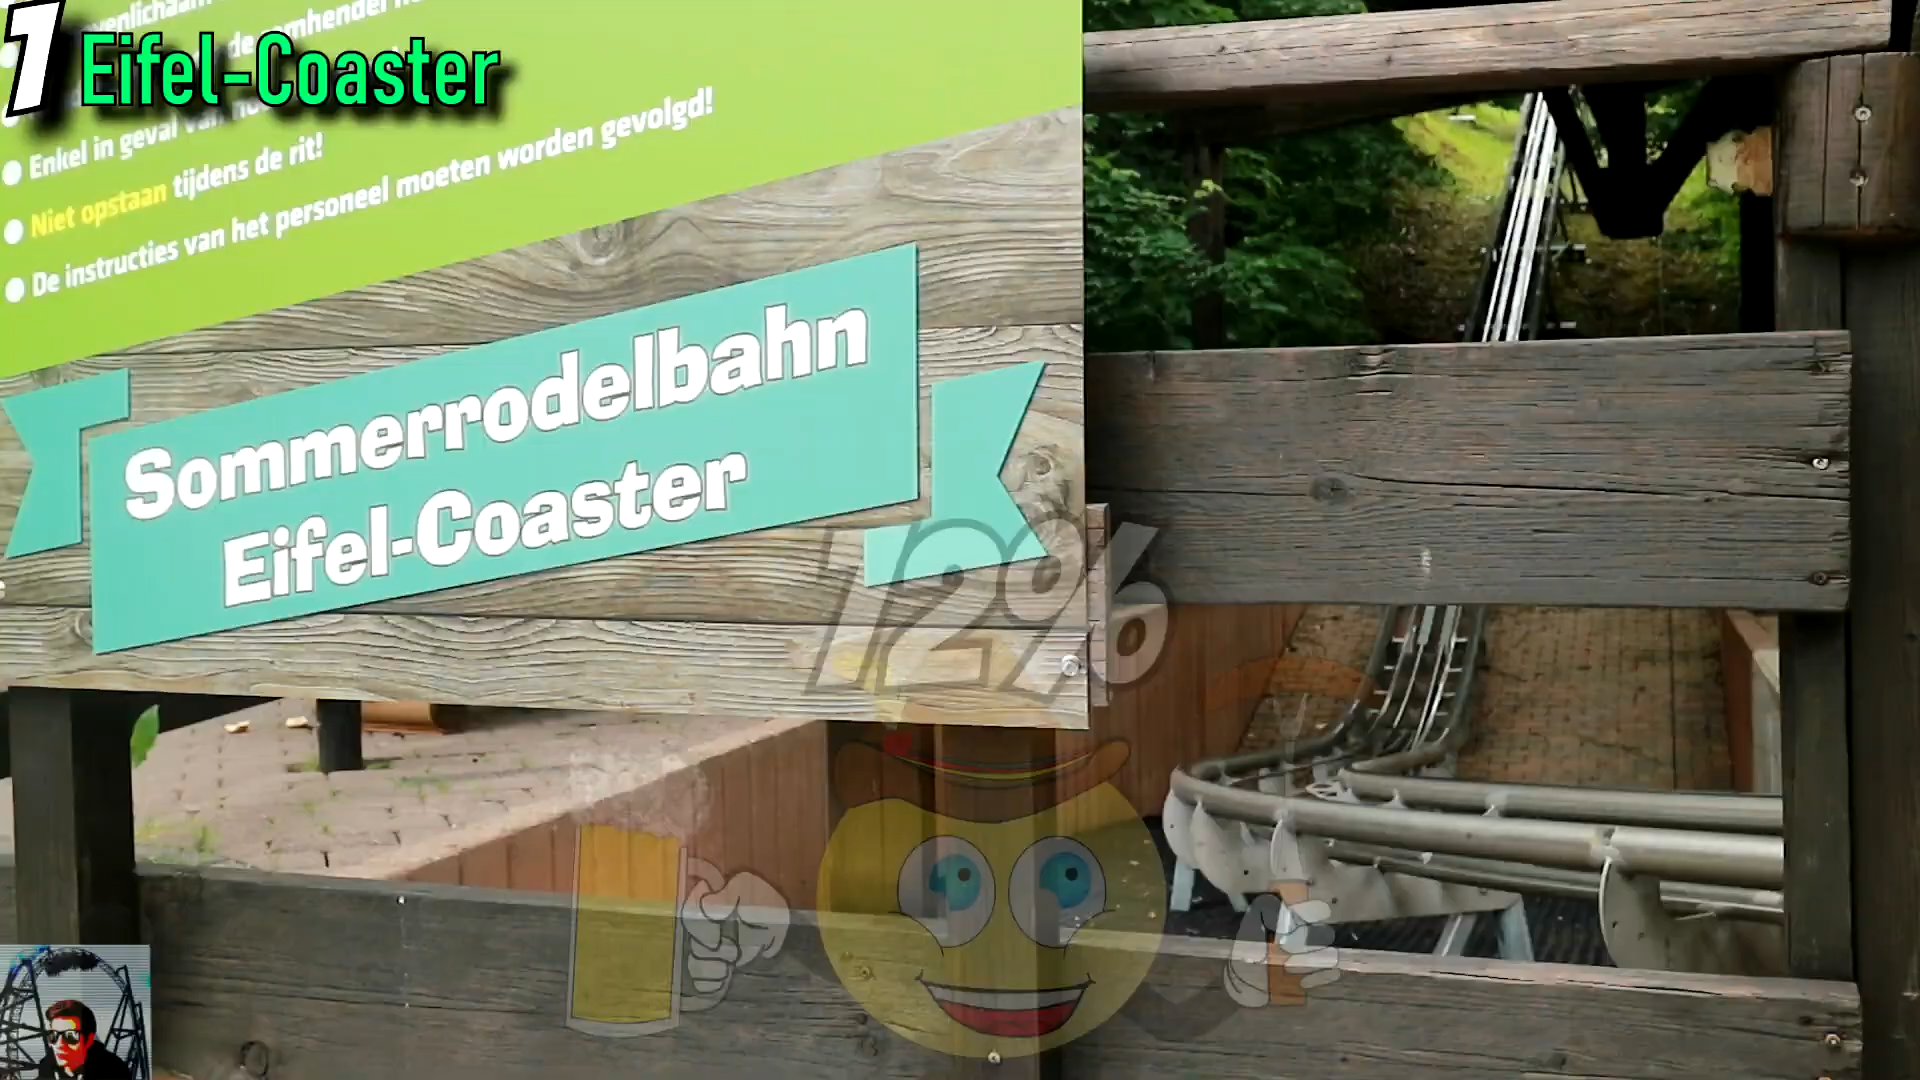 1 Eifel-Coaster
Enkel in geval van
Niet opstaan tijdens de rit!
De instructies van het personeel moeten worden gevolgd!
Sommerrodelbahn
Eifel-Coaster
12%